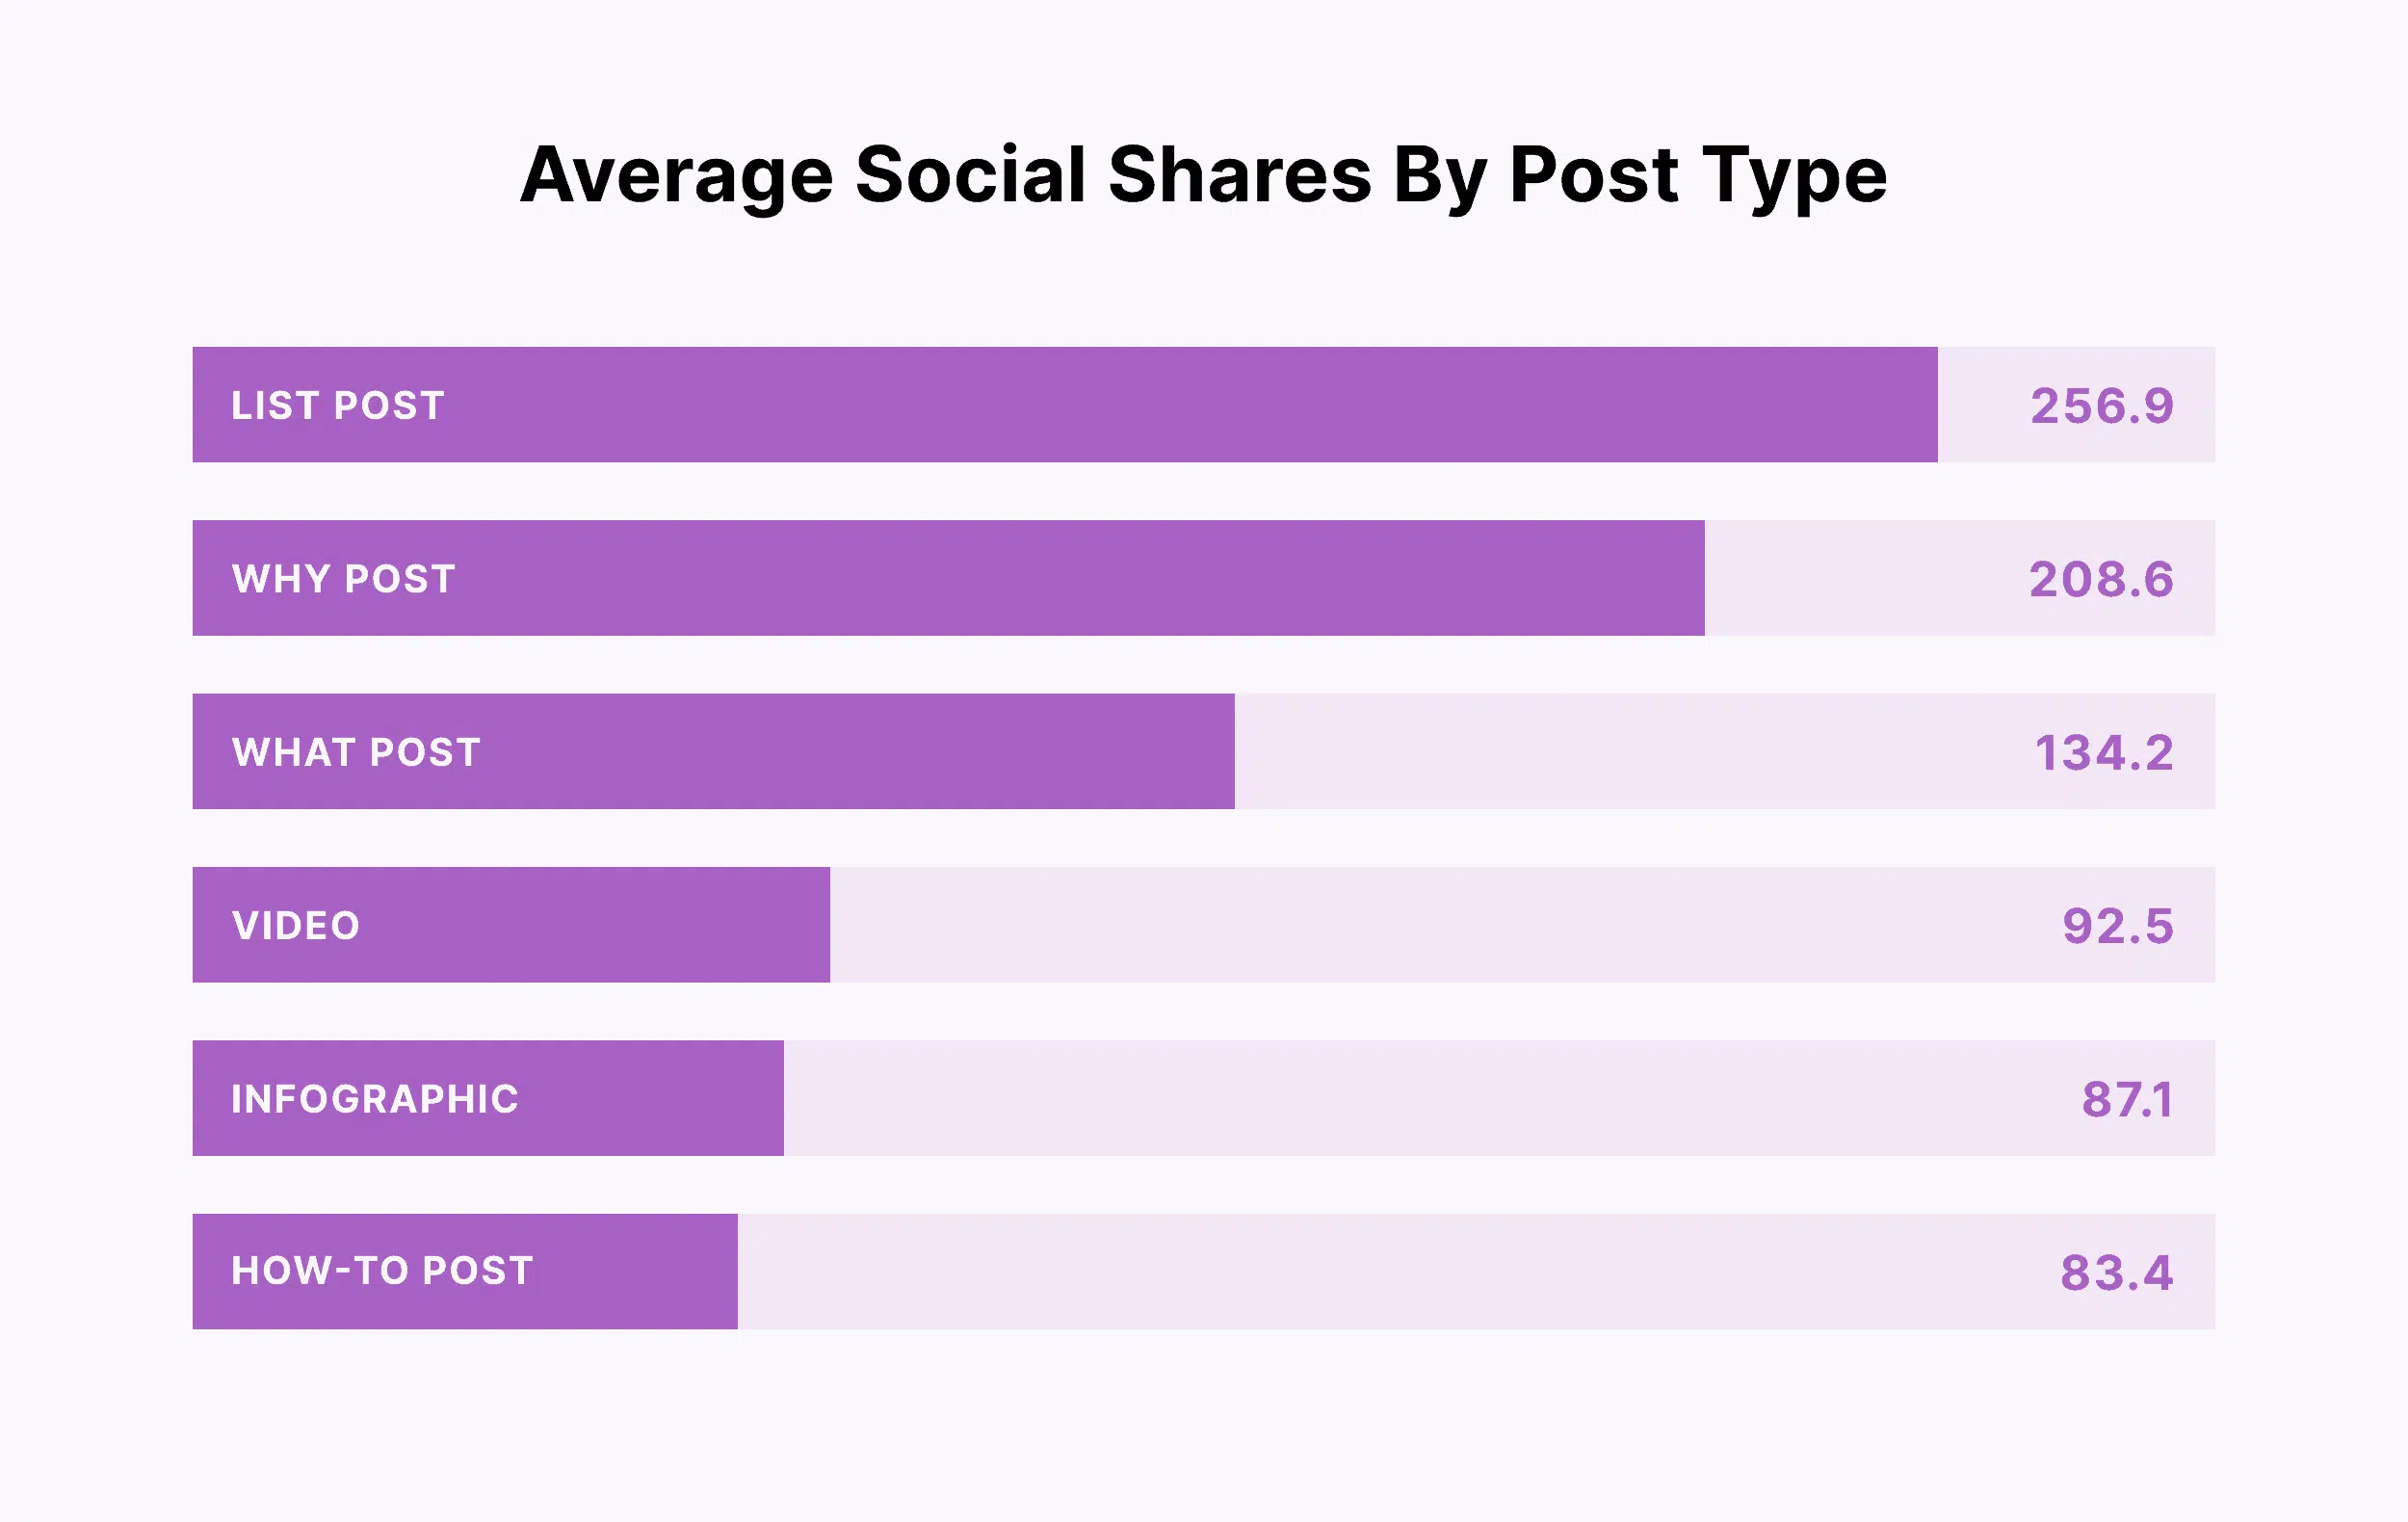 Average Social Shares By Post Type
LIST POST 256.9
WHY POST 208.6
WHAT POST 134.2
VIDEO 92.5
INFOGRAPHIC 87.1
HOW-TO POST 83.4